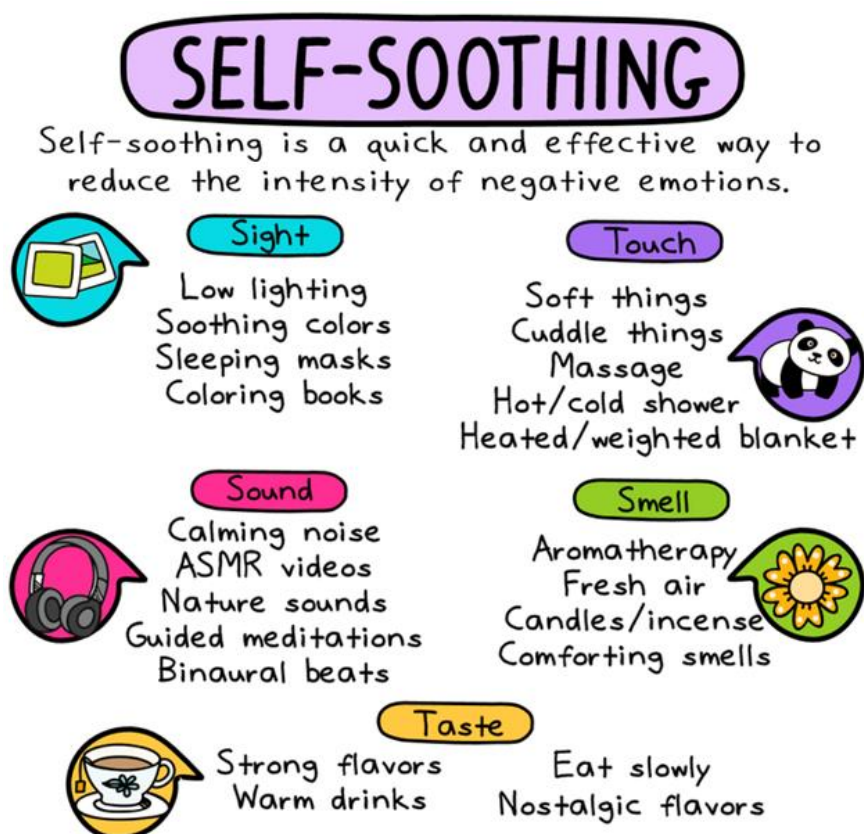 SELF-SOOTHING
Self-soothing is a quick and effective way to
reduce the intensity of negative emotions.
Sight
Low lighting
Soothing colors
Sleeping masks
Coloring books
Touch
Soft things
Cuddle things
Massage
Hot/cold shower
Heated/weighted blanket
Sound
Calming noise
ASMR videos
Nature sounds
Guided meditations
Binaural beats
Smell
Aromatherapy
Fresh air
Candles/incense
Comforting smells
Taste
Strong flavors
Warm drinks
Eat slowly
Nostalgic flavors